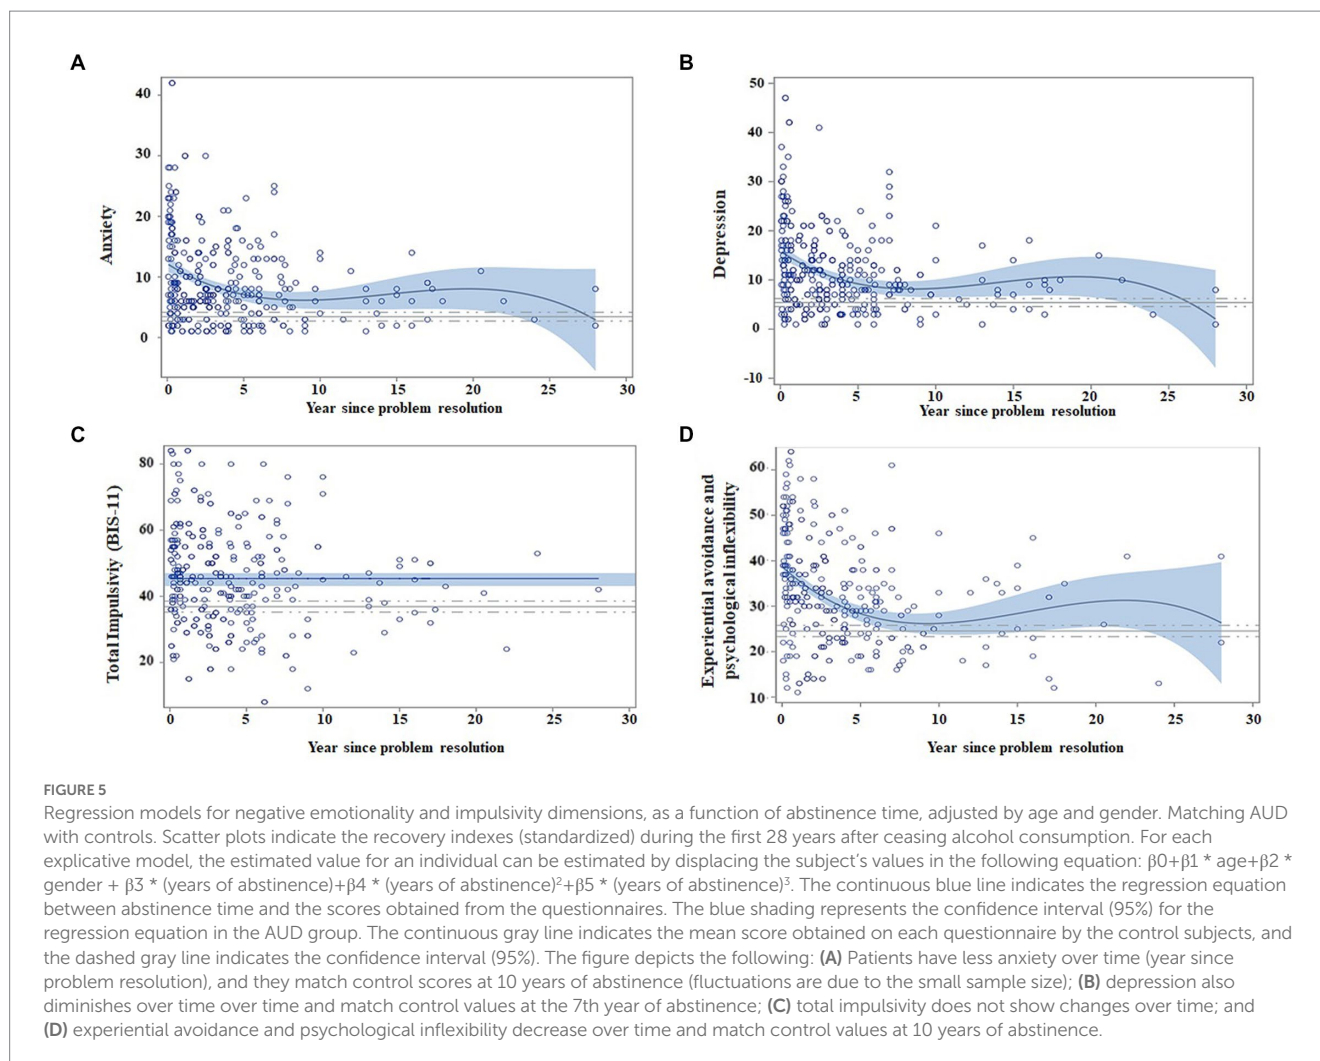 A
40
30
20
10
0
Anxiety
0 5 10 15 20 25 30
Year since problem resolution
B
50
40
30
20
10
0
-10
Depression
0 5 10 15 20 25 30
Year since problem resolution
C
80
60
40
20
Total Impulsivity (BIS-11)
0 5 10 15 20 25 30
Year since problem resolution
D
60
50
40
30
20
10
Experiential avoidance and
psychological inflexibility
0 5 10 15 20 25 30
Year since problem resolution
FIGURE 5
Regression models for negative emotionality and impulsivity dimensions, as a function of abstinence time, adjusted by age and gender. Matching AUD
with controls. Scatter plots indicate the recovery indexes (standardized) during the first 28 years after ceasing alcohol consumption. For each
explicative model, the estimated value for an individual can be estimated by displacing the subject's values in the following equation: β0+β1 * age+β2 *
gender + β3 * (years of abstinence)+β4 * (years of abstinence)²+β5 * (years of abstinence)³. The continuous blue line indicates the regression equation
between abstinence time and the scores obtained from the questionnaires. The blue shading represents the confidence interval (95%) for the
regression equation in the AUD group. The continuous gray line indicates the mean score obtained on each questionnaire by the control subjects, and
the dashed gray line indicates the confidence interval (95%). The figure depicts the following: (A) Patients have less anxiety over time (year since
problem resolution), and they match control scores at 10 years of abstinence (fluctuations are due to the small sample size); (B) depression also
diminishes over time over time and match control values at the 7th year of abstinence; (C) total impulsivity does not show changes over time; and
(D) experiential avoidance and psychological inflexibility decrease over time and match control values at 10 years of abstinence.